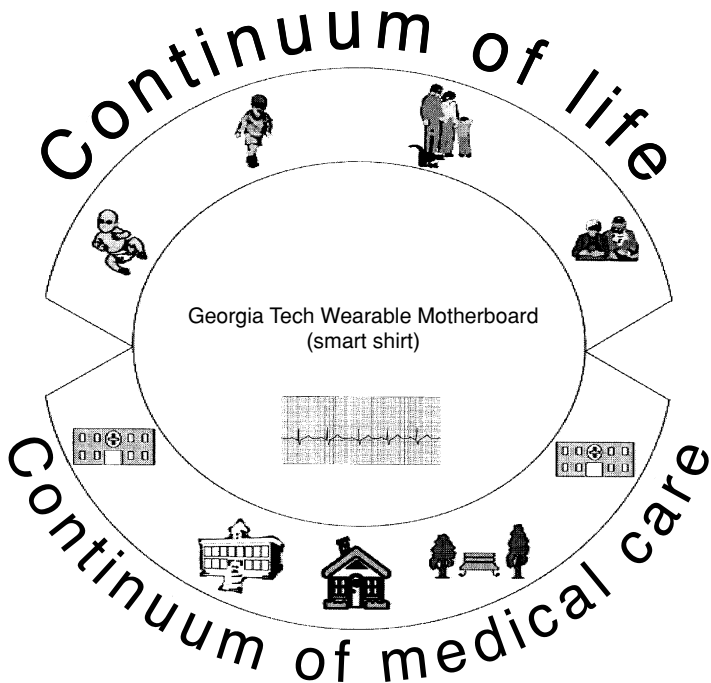 Continuum of life
Georgia Tech Wearable Motherboard
(smart shirt)
Continuum of medical care